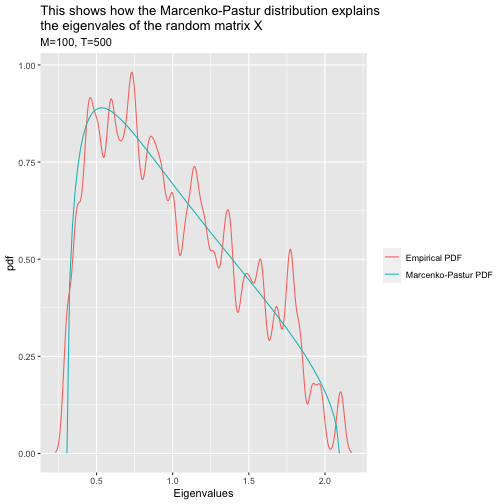 This shows how the Marcenko-Pastur distribution explains
the eigenvales of the random matrix X
M=100, T=500
1.00
0.75
0.50
0.25
0.00
pdf
0.5
1.0
1.5
2.0
Eigenvalues
Empirical PDF
Marcenko-Pastur PDF